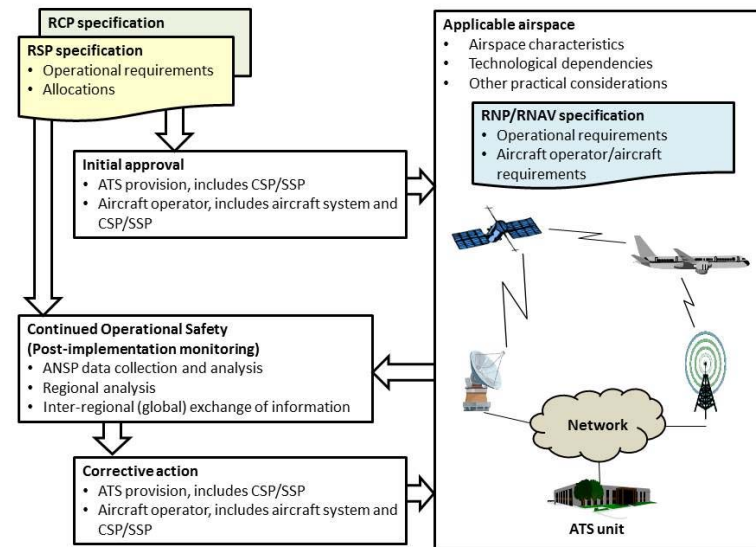 RCP specification
RSP specification
• Operational requirements
• Allocations
Initial approval
• ATS provision, includes CSP/SSP
• Aircraft operator, includes aircraft system and
CSP/SSP
Continued Operational Safety
(Post-implementation monitoring)
• ANSP data collection and analysis
• Regional analysis
• Inter-regional (global) exchange of information
Corrective action
• ATS provision, includes CSP/SSP
• Aircraft operator, includes aircraft system and
CSP/SSP
Applicable airspace
• Airspace characteristics
• Technological dependencies
• Other practical considerations
RNP/RNAV specification
• Operational requirements
• Aircraft operator/aircraft
requirements
Network
ATS unit